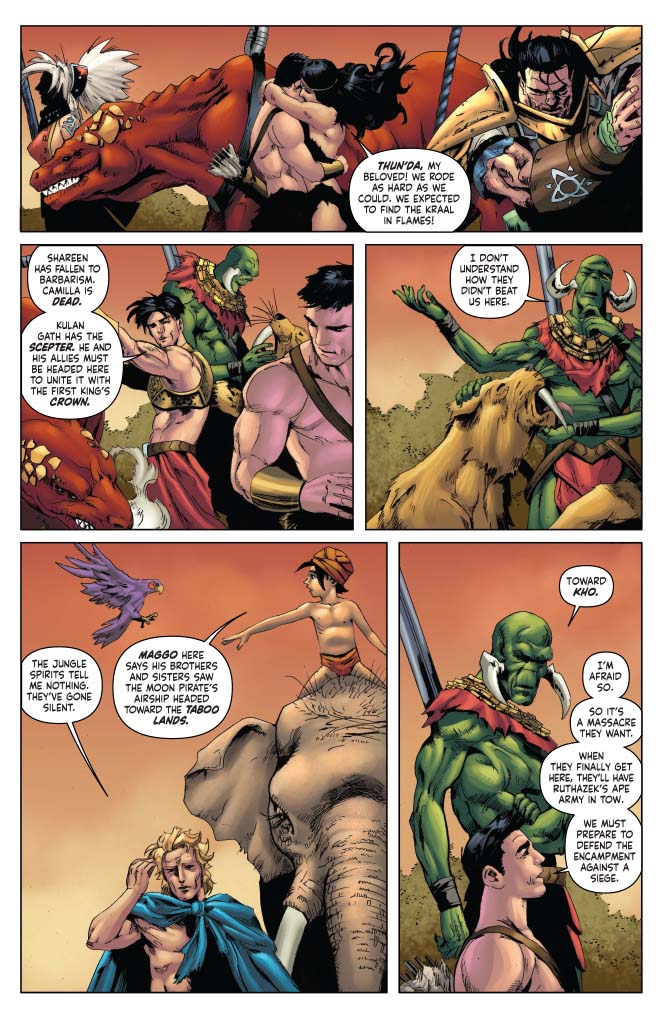 THUN'DA, MY
BELOVED! WE RODE
AS HARD AS WE
COULD. WE EXPECTED
TO FIND THE KRAAL
IN FLAMES!
SHAREEN
HAS FALLEN TO
BARBARISM.
CAMILLA IS
DEAD.
KULAN
GATH HAS THE
SCEPTER. HE AND
HIS ALLIES MUST
BE HEADED HERE
TO UNITE IT WITH
THE FIRST KING'S
CROWN.
I DON'T
UNDERSTAND
HOW THEY
DIDN'T BEAT
US HERE.
THE JUNGLE
SPIRITS TELL
ME NOTHING.
THEY'VE GONE
SILENT.
MAGGO HERE
SAYS HIS BROTHERS
AND SISTERS SAW
THE MOON PIRATE'S
AIRSHIP HEADED
TOWARD THE TABOO
LANDS.
TOWARD
KHO.
I'M
AFRAID
SO.
SO IT'S
A MASSACRE
THEY WANT.
WHEN
THEY FINALLY GET
HERE, THEY'LL HAVE
RUTHAZEK'S APE
ARMY IN TOW.
WE MUST
PREPARE TO
DEFEND THE
ENCAMPMENT
AGAINST A
SIEGE.